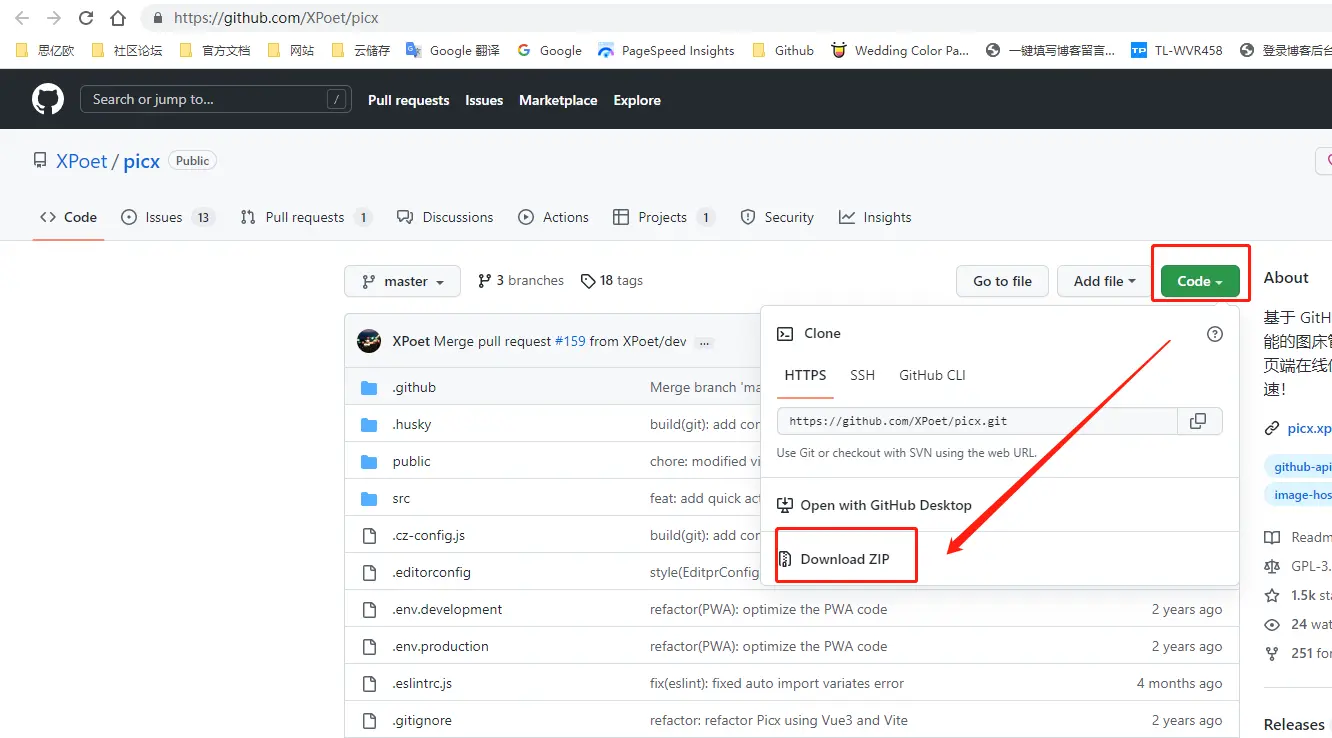 https://github.com/XPoet/picx
思亿欧 社区论坛 官方文档 网站 云储存 Google 翻译 Google PageSpeed Insights Github Wedding Color Pa... 一键填写博客留言... TL-WVR458 登录博客后台
Search or jump to... / Pull requests Issues Marketplace Explore
XPoet / picx Public
Code Issues 13 Pull requests 1 Discussions Actions Projects 1 Security Insights
master 3 branches 18 tags Go to file Add file Code
About
基于 GitH
能的图床管
页端在线
速！
picx.xp
github-api
image-hos
Readm
GPL-3.
1.5k sta
24 wat
251 for
Releases
Clone
HTTPS SSH GitHub CLI
https://github.com/XPoet/picx.git
Use Git or checkout with SVN using the web URL.
Open with GitHub Desktop
Download ZIP
XPoet Merge pull request #159 from XPoet/dev ...
.github Merge branch 'ma
.husky build(git): add cor
public chore: modified vi
src feat: add quick act
.cz-config.js build(git): add cor
.editorconfig style(EditprConfig
.env.development refactor(PWA): optimize the PWA code 2 years ago
.env.production refactor(PWA): optimize the PWA code 2 years ago
.eslintrc.js fix(eslint): fixed auto import variates error 4 months ago
.gitignore refactor: refactor Picx using Vue3 and Vite 2 years ago